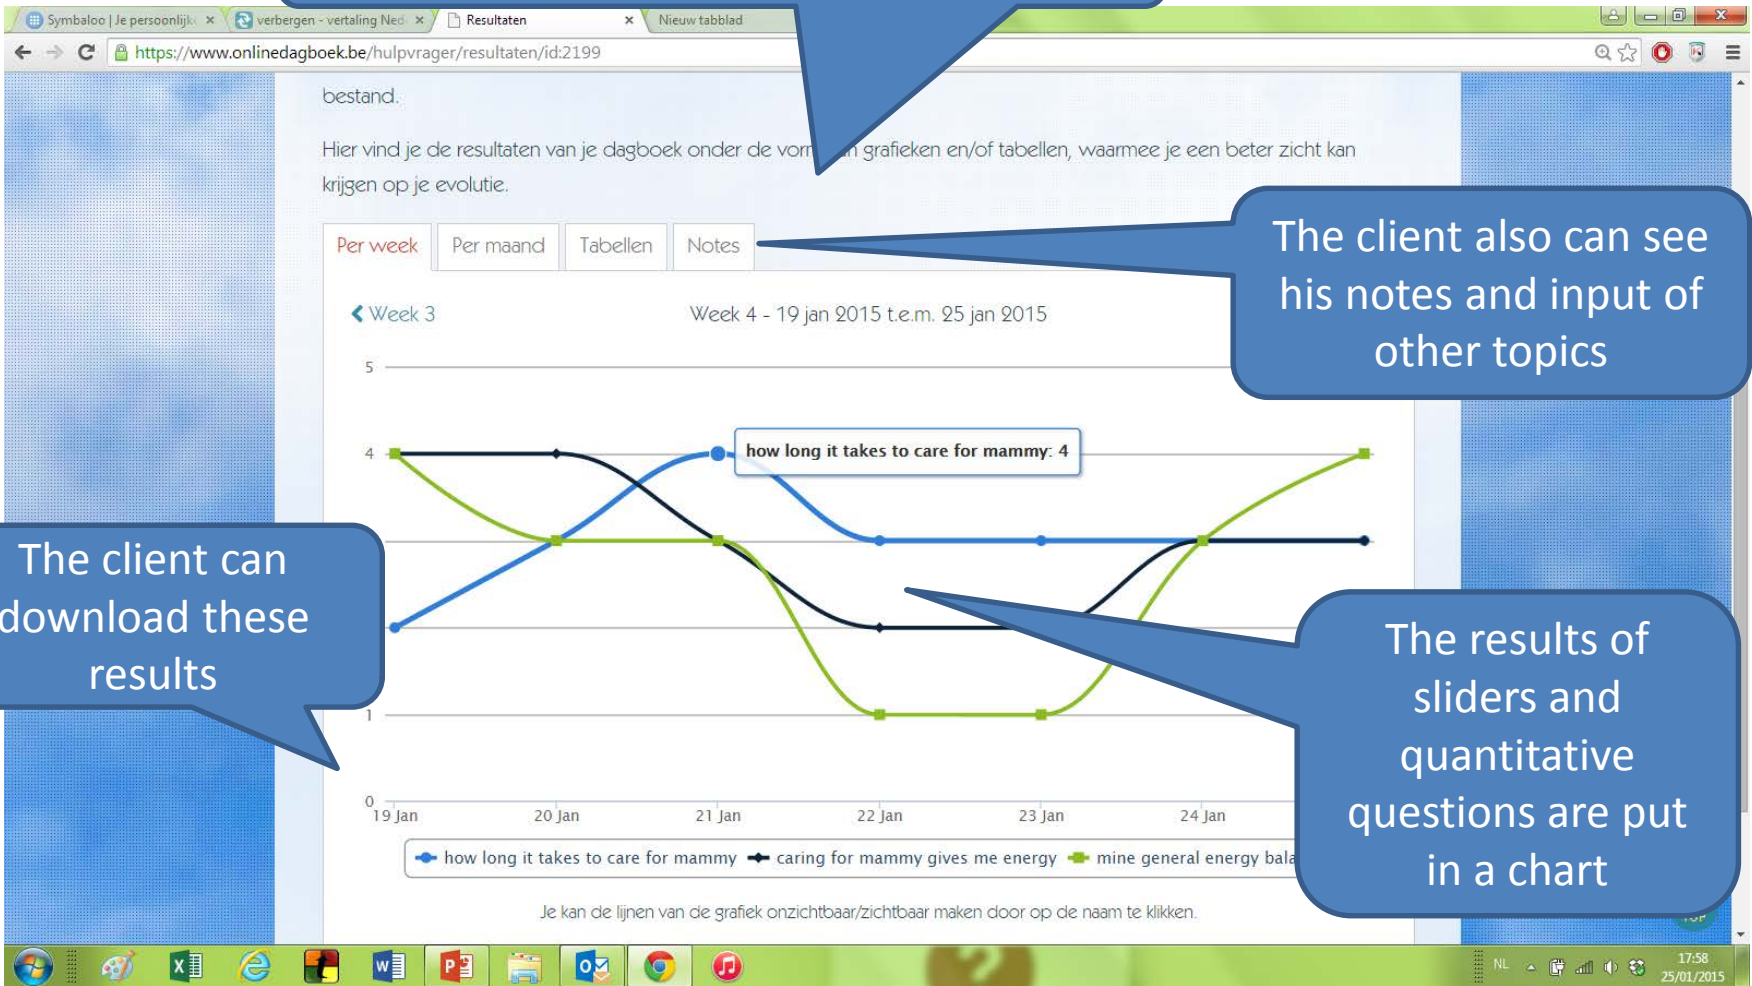 Symbaloo | Je persoonlijk
verbergen - vertaling Ned
Resultaten
Nieuw tabblad
https://www.onlinedagboek.be/hulpvrager/resultaten/id:2199
bestand.
Hier vind je de resultaten van je dagboek onder de vorm grafieken en/of tabellen, waarmee je een beter zicht kan
krijgen op je evolutie.
Per week
Per maand
Tabellen
Notes
The client also can see
his notes and input of
other topics
Week 3
Week 4 - 19 jan 2015 t.e.m. 25 jan 2015
5
4
how long it takes to care for mammy: 4
The client can
download these
results
The results of
sliders and
quantitative
questions are put
in a chart
1
0
19 Jan 20 Jan 21 Jan 22 Jan 23 Jan 24 Jan
how long it takes to care for mammy caring for mammy gives me energy mine general energy bala
Je kan de lijnen van de grafiek onzichtbaar/zichtbaar maken door op de naam te klikken.
TOP
NL
17:58
25/01/2015